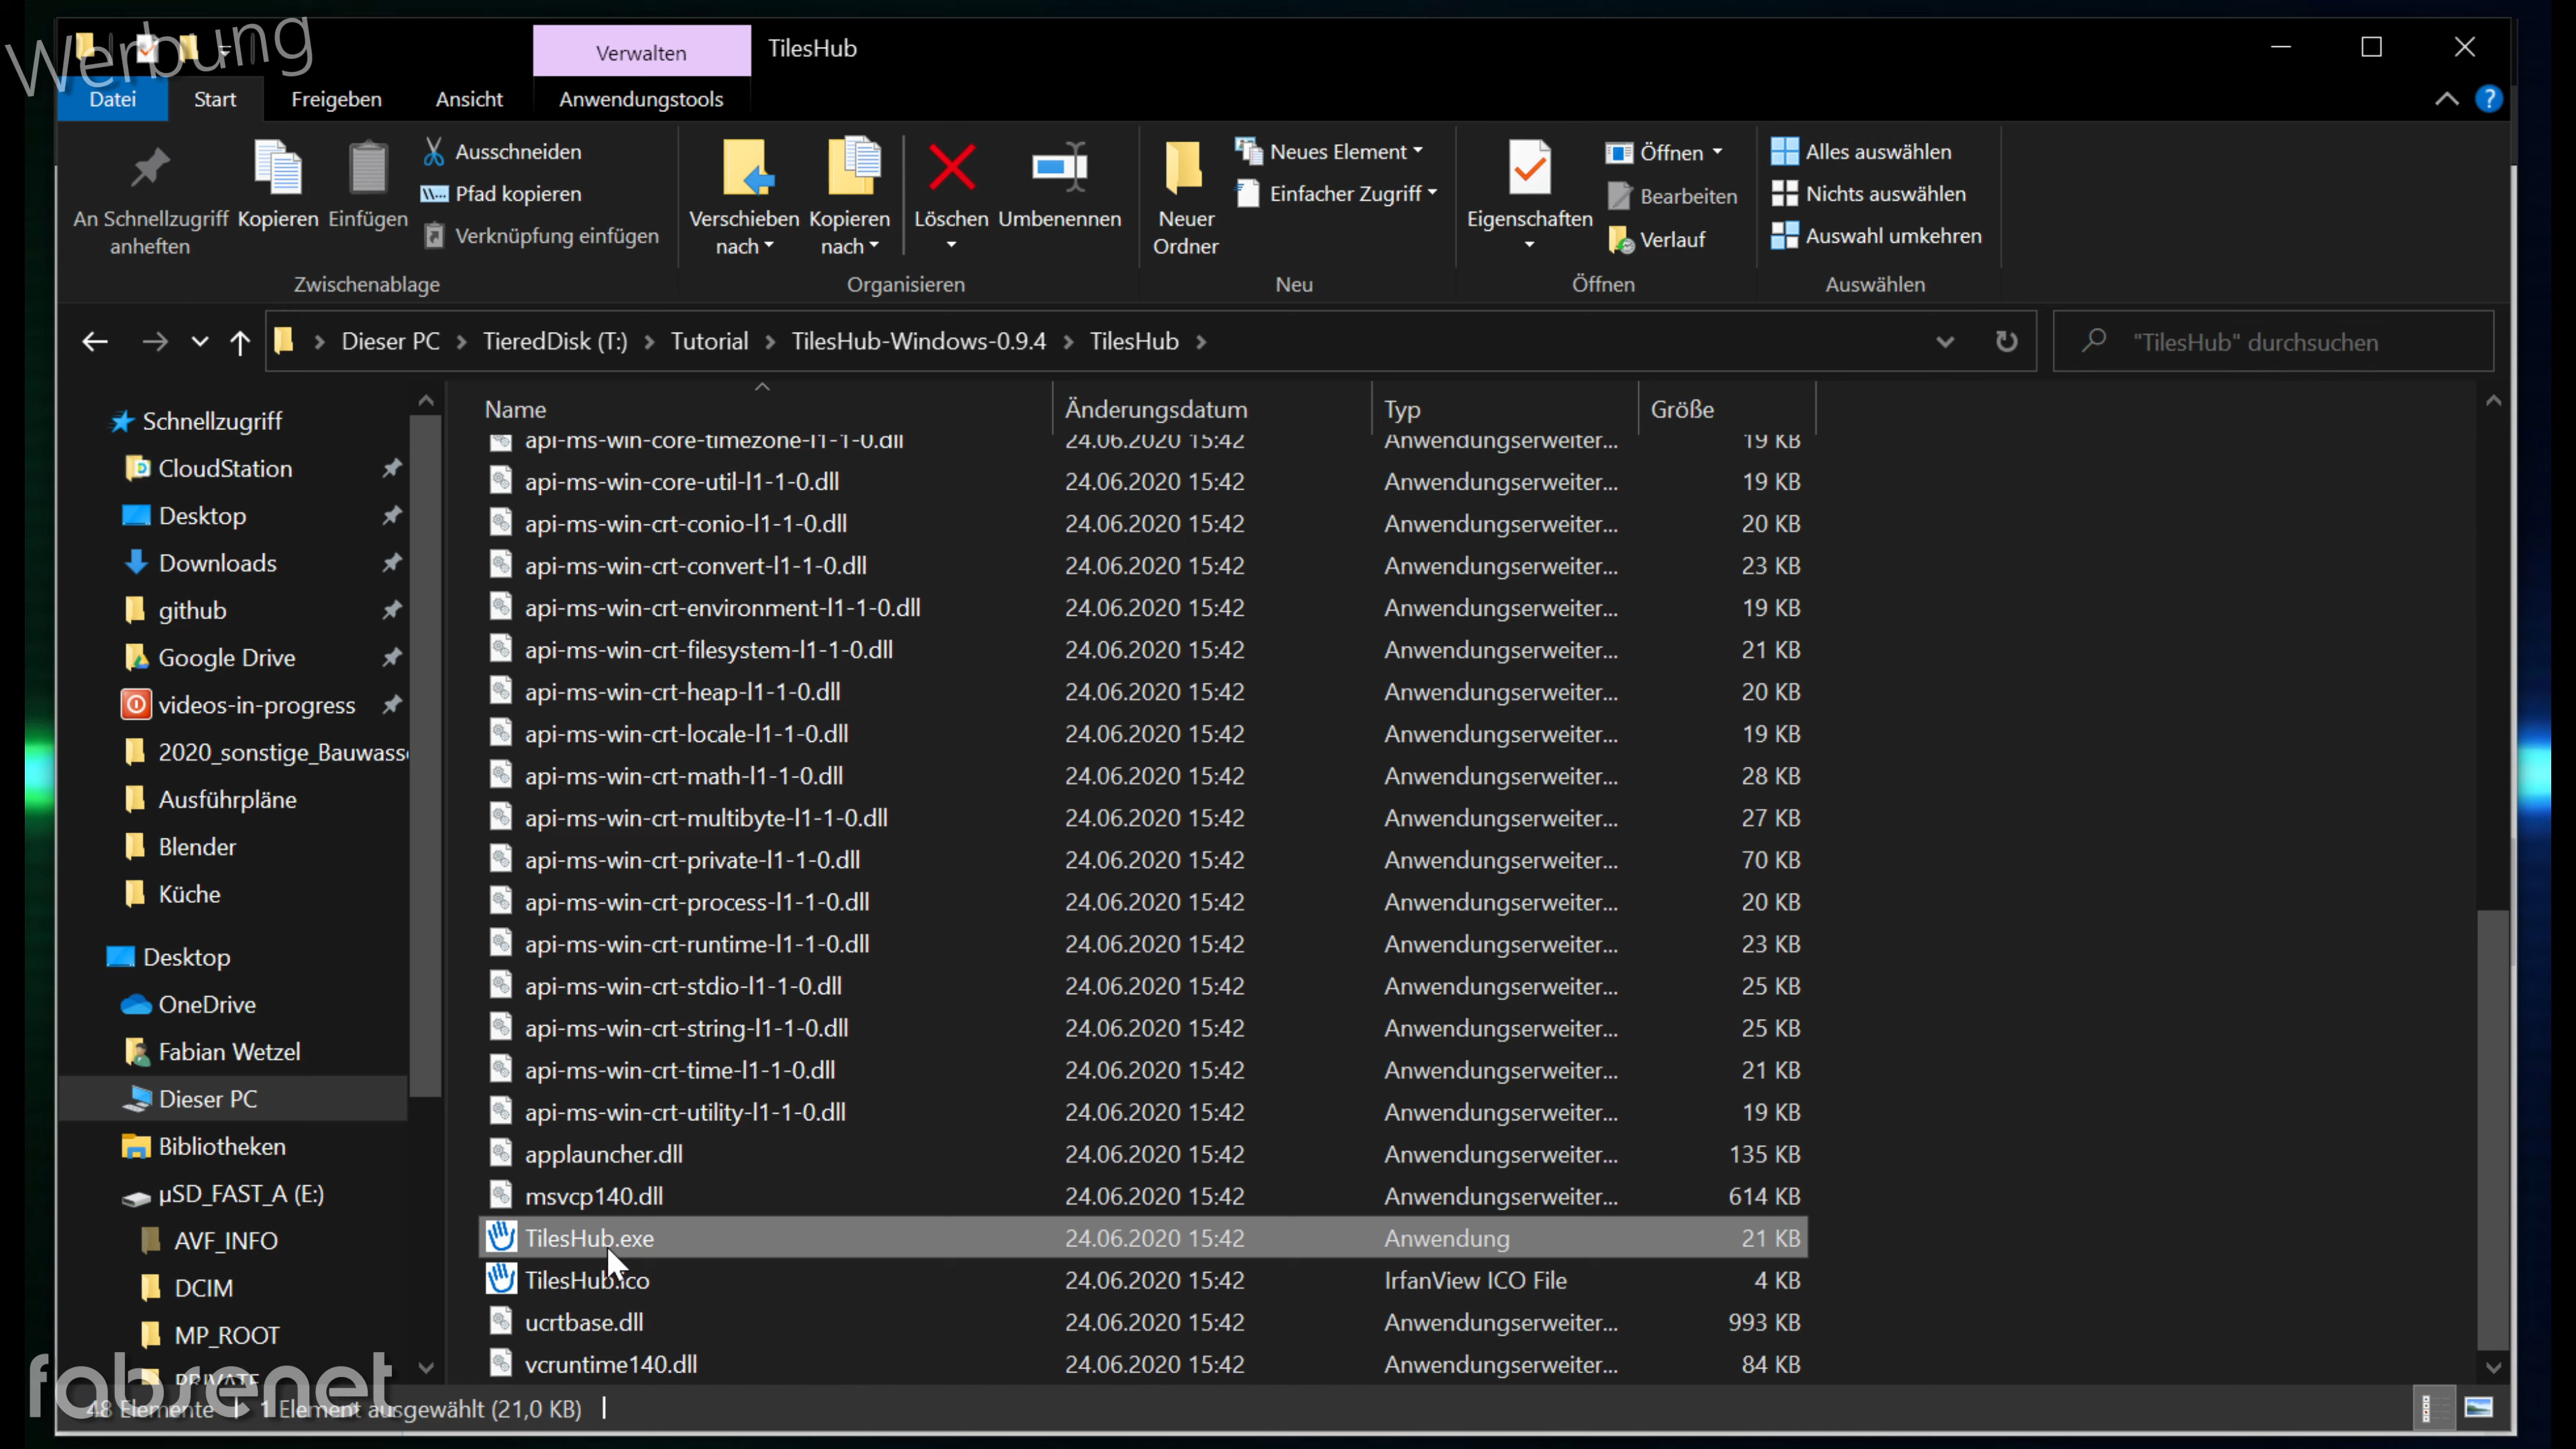 Werbung
Verwalten
TilesHub
Datei
Start
Freigeben
Ansicht
Anwendungstools
An Schnellzugriff anheften
Kopieren
Einfügen
Ausschneiden
Pfad kopieren
Verknüpfung einfügen
Verschieben nach
Kopieren nach
Löschen
Umbenennen
Neuer Ordner
Neues Element
Einfacher Zugriff
Eigenschaften
Öffnen
Bearbeiten
Verlauf
Alles auswählen
Nichts auswählen
Auswahl umkehren
Zwischenablage
Organisieren
Neu
Öffnen
Auswählen
Dieser PC > TieredDisk (T:) > Tutorial > TilesHub-Windows-0.9.4 > TilesHub >
"TilesHub" durchsuchen
Schnellzugriff
CloudStation
Desktop
Downloads
github
Google Drive
videos-in-progress
2020_sonstige_Bauwass
Ausführpläne
Blender
Küche
Desktop
OneDrive
Fabian Wetzel
Dieser PC
Bibliotheken
µSD_FAST_A (E:)
AVF_INFO
DCIM
MP_ROOT
PRIVATE
Name Änderungsdatum Typ Größe
api-ms-win-core-timezone-l1-1-0.dll 24.06.2020 15:42 Anwendungserweiter... 19 KB
api-ms-win-core-util-l1-1-0.dll 24.06.2020 15:42 Anwendungserweiter... 19 KB
api-ms-win-crt-conio-l1-1-0.dll 24.06.2020 15:42 Anwendungserweiter... 20 KB
api-ms-win-crt-convert-l1-1-0.dll 24.06.2020 15:42 Anwendungserweiter... 23 KB
api-ms-win-crt-environment-l1-1-0.dll 24.06.2020 15:42 Anwendungserweiter... 19 KB
api-ms-win-crt-filesystem-l1-1-0.dll 24.06.2020 15:42 Anwendungserweiter... 21 KB
api-ms-win-crt-heap-l1-1-0.dll 24.06.2020 15:42 Anwendungserweiter... 20 KB
api-ms-win-crt-locale-l1-1-0.dll 24.06.2020 15:42 Anwendungserweiter... 19 KB
api-ms-win-crt-math-l1-1-0.dll 24.06.2020 15:42 Anwendungserweiter... 28 KB
api-ms-win-crt-multibyte-l1-1-0.dll 24.06.2020 15:42 Anwendungserweiter... 27 KB
api-ms-win-crt-private-l1-1-0.dll 24.06.2020 15:42 Anwendungserweiter... 70 KB
api-ms-win-crt-process-l1-1-0.dll 24.06.2020 15:42 Anwendungserweiter... 20 KB
api-ms-win-crt-runtime-l1-1-0.dll 24.06.2020 15:42 Anwendungserweiter... 23 KB
api-ms-win-crt-stdio-l1-1-0.dll 24.06.2020 15:42 Anwendungserweiter... 25 KB
api-ms-win-crt-string-l1-1-0.dll 24.06.2020 15:42 Anwendungserweiter... 25 KB
api-ms-win-crt-time-l1-1-0.dll 24.06.2020 15:42 Anwendungserweiter... 21 KB
api-ms-win-crt-utility-l1-1-0.dll 24.06.2020 15:42 Anwendungserweiter... 19 KB
applauncher.dll 24.06.2020 15:42 Anwendungserweiter... 135 KB
msvcp140.dll 24.06.2020 15:42 Anwendungserweiter... 614 KB
TilesHub.exe 24.06.2020 15:42 Anwendung 21 KB
TilesHub.ico 24.06.2020 15:42 IrfanView ICO File 4 KB
ucrtbase.dll 24.06.2020 15:42 Anwendungserweiter... 993 KB
vcruntime140.dll 24.06.2020 15:42 Anwendungserweiter... 84 KB
fabsenet
48 Elemente 1 Element ausgewählt (21,0 KB)